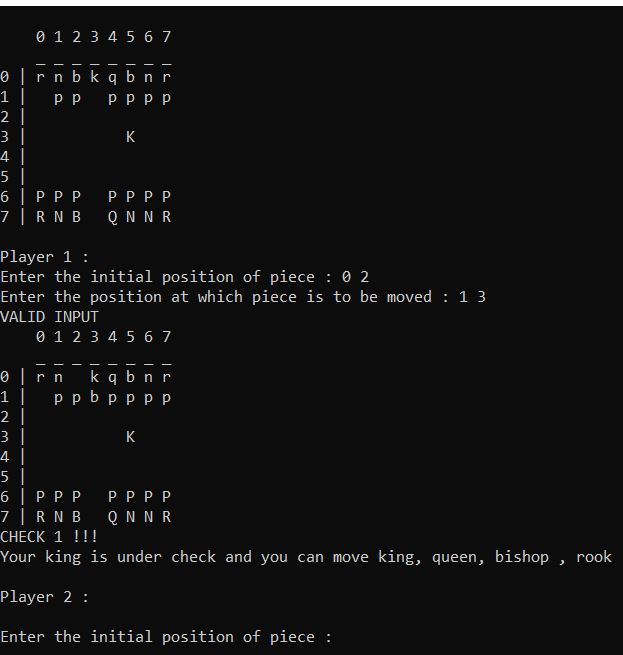 0 1 2 3 4 5 6 7
    _ _ _ _ _ _ _ _
0 | r n b k q b n r
1 |   p p   p p p p
2 |
3 |           K
4 |
5 |
6 | P P P   P P P P
7 | R N B   Q N N R
Player 1 :
Enter the initial position of piece : 0 2
Enter the position at which piece is to be moved : 1 3
VALID INPUT
    0 1 2 3 4 5 6 7
    _ _ _ _ _ _ _ _
0 | r n   k q b n r
1 |   p p b p p p p
2 |
3 |           K
4 |
5 |
6 | P P P   P P P P
7 | R N B   Q N N R
CHECK 1 !!!
Your king is under check and you can move king, queen, bishop , rook
Player 2 :
Enter the initial position of piece :